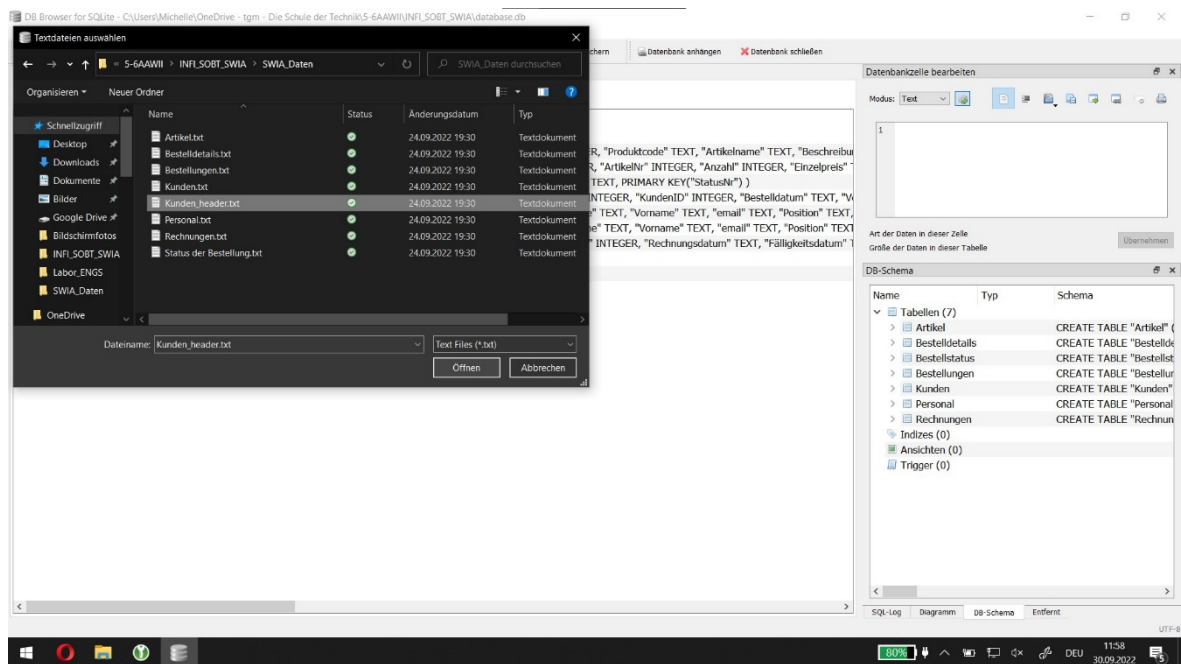 DB Browser for SQLite - C:\Users\Michelle\OneDrive - tgm - Die Schule der Technik\5-6AAWII\INFI_SOBT_SWIA\database.db
Textdateien auswählen
5-6AAWII > INFI_SOBT_SWIA > SWIA_Daten
SWIA_Daten durchsuchen
Organisieren
Neuer Ordner
Schnellzugriff
Desktop
Downloads
Dokumente
Bilder
Google Drive
Bildschirmfotos
INFI_SOBT_SWIA
Labor_ENGS
SWIA_Daten
OneDrive
Name Status Änderungsdatum Typ
Artikel.txt 24.09.2022 19:30 Textdokument
Bestelldetails.txt 24.09.2022 19:30 Textdokument
Bestellungen.txt 24.09.2022 19:30 Textdokument
Kunden.txt 24.09.2022 19:30 Textdokument
Kunden_header.txt 24.09.2022 19:30 Textdokument
Personal.txt 24.09.2022 19:30 Textdokument
Rechnungen.txt 24.09.2022 19:30 Textdokument
Status der Bestellung.txt 24.09.2022 19:30 Textdokument
Dateiname: Kunden_header.txt Text Files (*.txt)
Öffnen Abbrechen
chern Datenbank anhängen Datenbank schließen
R, "Produktcode" TEXT, "Artikelname" TEXT, "Beschreibu
R, "ArtikelNr" INTEGER, "Anzahl" INTEGER, "Einzelpreis"
TEXT, PRIMARY KEY("StatusNr") )
INTEGER, "KundenID" INTEGER, "Bestelldatum" TEXT, "V
" TEXT, "Vorname" TEXT, "email" TEXT, "Position" TEXT,
e" TEXT, "Vorname" TEXT, "email" TEXT, "Position" TEXT
" INTEGER, "Rechnungsdatum" TEXT, "Fälligkeitsdatum"
Datenbankzelle bearbeiten
Modus: Text
1
Art der Daten in dieser Zelle
Größe der Daten in dieser Tabelle
Übernehmen
DB-Schema
Name Typ Schema
Tabellen (7)
Artikel CREATE TABLE "Artikel" (
Bestelldetails CREATE TABLE "Bestellde
Bestellstatus CREATE TABLE "Bestellst
Bestellungen CREATE TABLE "Bestellur
Kunden CREATE TABLE "Kunden"
Personal CREATE TABLE "Personal
Rechnungen CREATE TABLE "Rechnun
Indizes (0)
Ansichten (0)
Trigger (0)
SQL-Log Diagramm DB-Schema Entfernt
UTF-8
80% DEU 11:58
30.09.2022
5